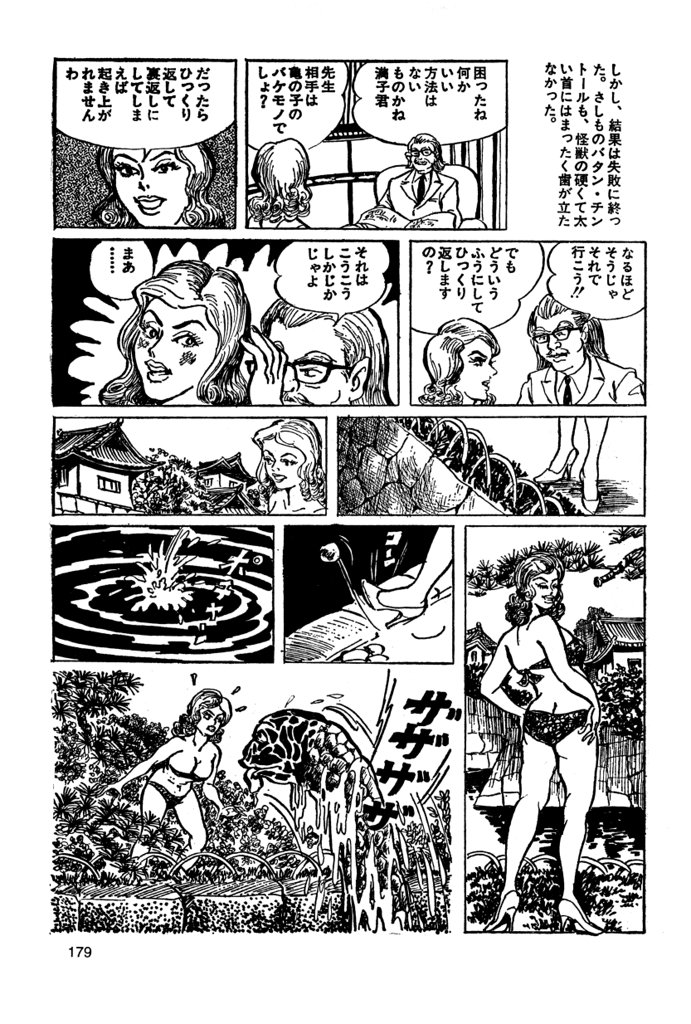 しかし、結果は失敗に終っ
た。さしものバタン・チン
トールも、怪獣の硬くて太
い首にはまったく歯が立た
なかった。
困ったね
何か
いい
方法は
ない
ものかね
満子君
先生
相手は
亀の子の
バケモノで
しょ？
だったら
ひっくり
返して
裏返しに
してしま
えば
起き上が
れません
わ
なるほど
そうじゃ
それで
行こう!!
でも
どういう
ふうにして
ひっくり
返します
の？
それは
こうこう
しかじか
じゃよ
まあ
……
コン
ザザザザ
179